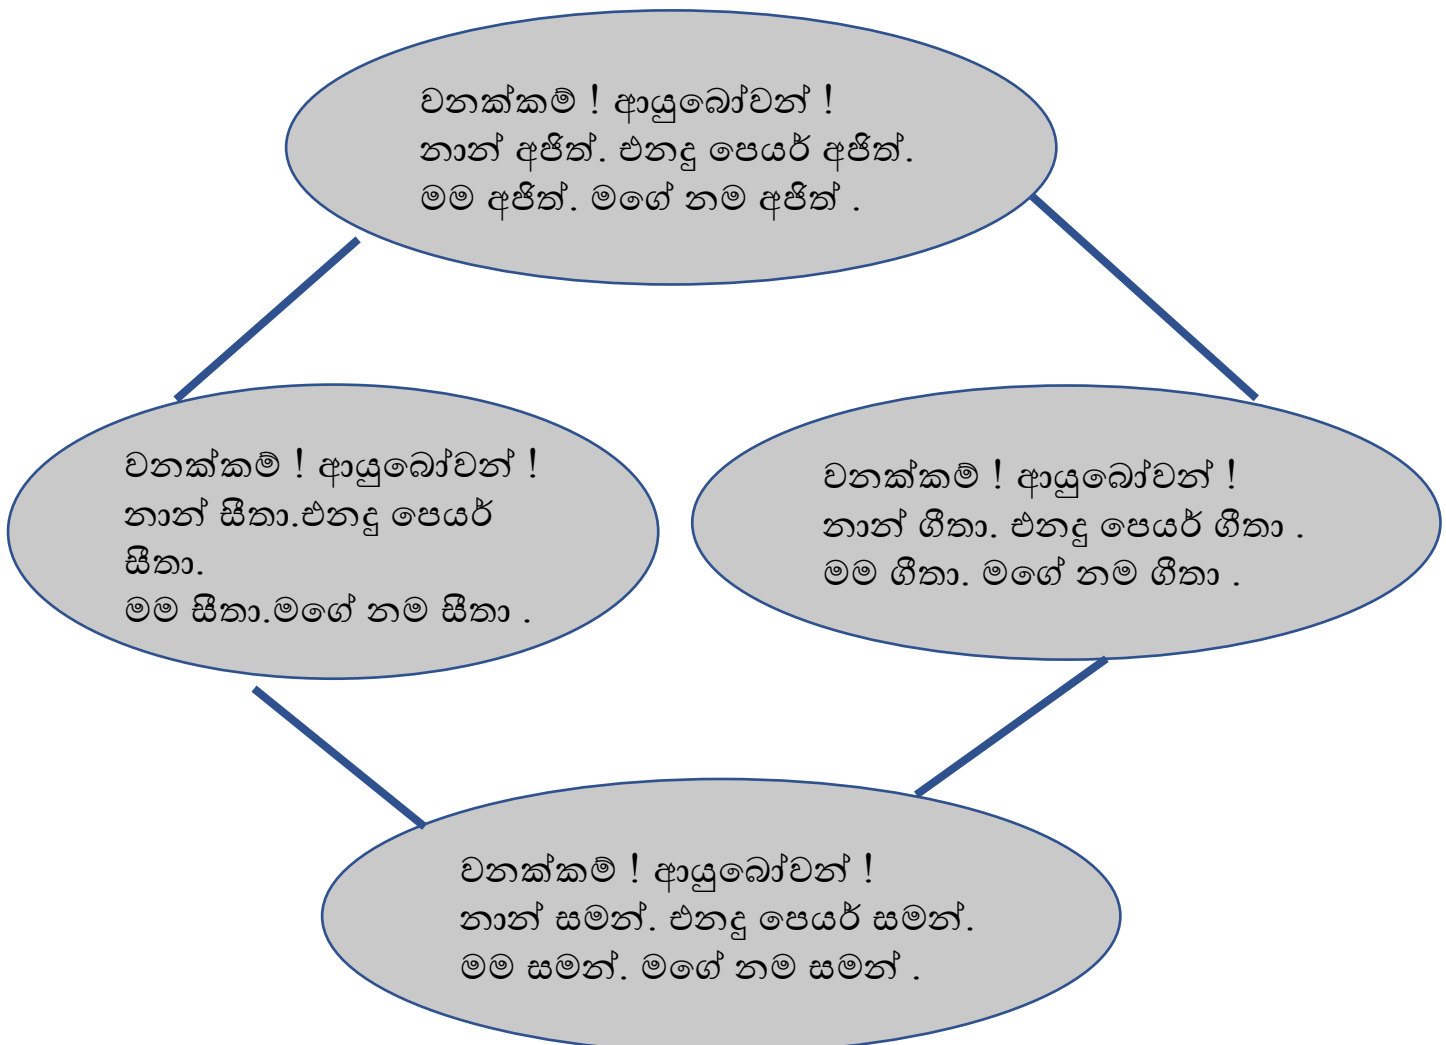 වනක්කම් ! ආයුබෝවන් !
නාන් අජිත්. එනදු පෙයර් අජිත්.
මම අජිත්. මගේ නම අජිත් .
වනක්කම් ! ආයුබෝවන් !
නාන් සීතා.එනදු පෙයර්
සීතා.
මම සීතා.මගේ නම සීතා .
වනක්කම් ! ආයුබෝවන් !
නාන් ගීතා. එනදු පෙයර් ගීතා .
මම ගීතා. මගේ නම ගීතා .
වනක්කම් ! ආයුබෝවන් !
නාන් සමන්. එනදු පෙයර් සමන්.
මම සමන්. මගේ නම සමන් .